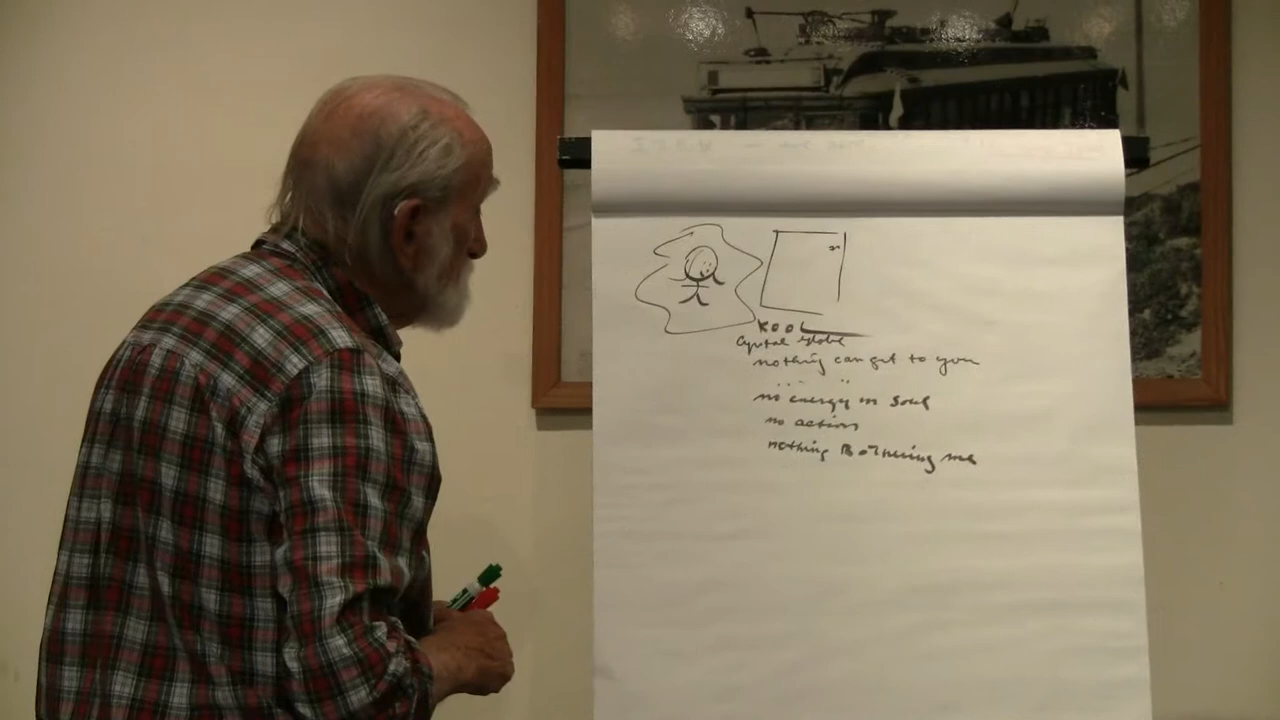 KOOL
Crystal globe
nothing can get to you
no energy in Soul
no action
nothing Bothering me